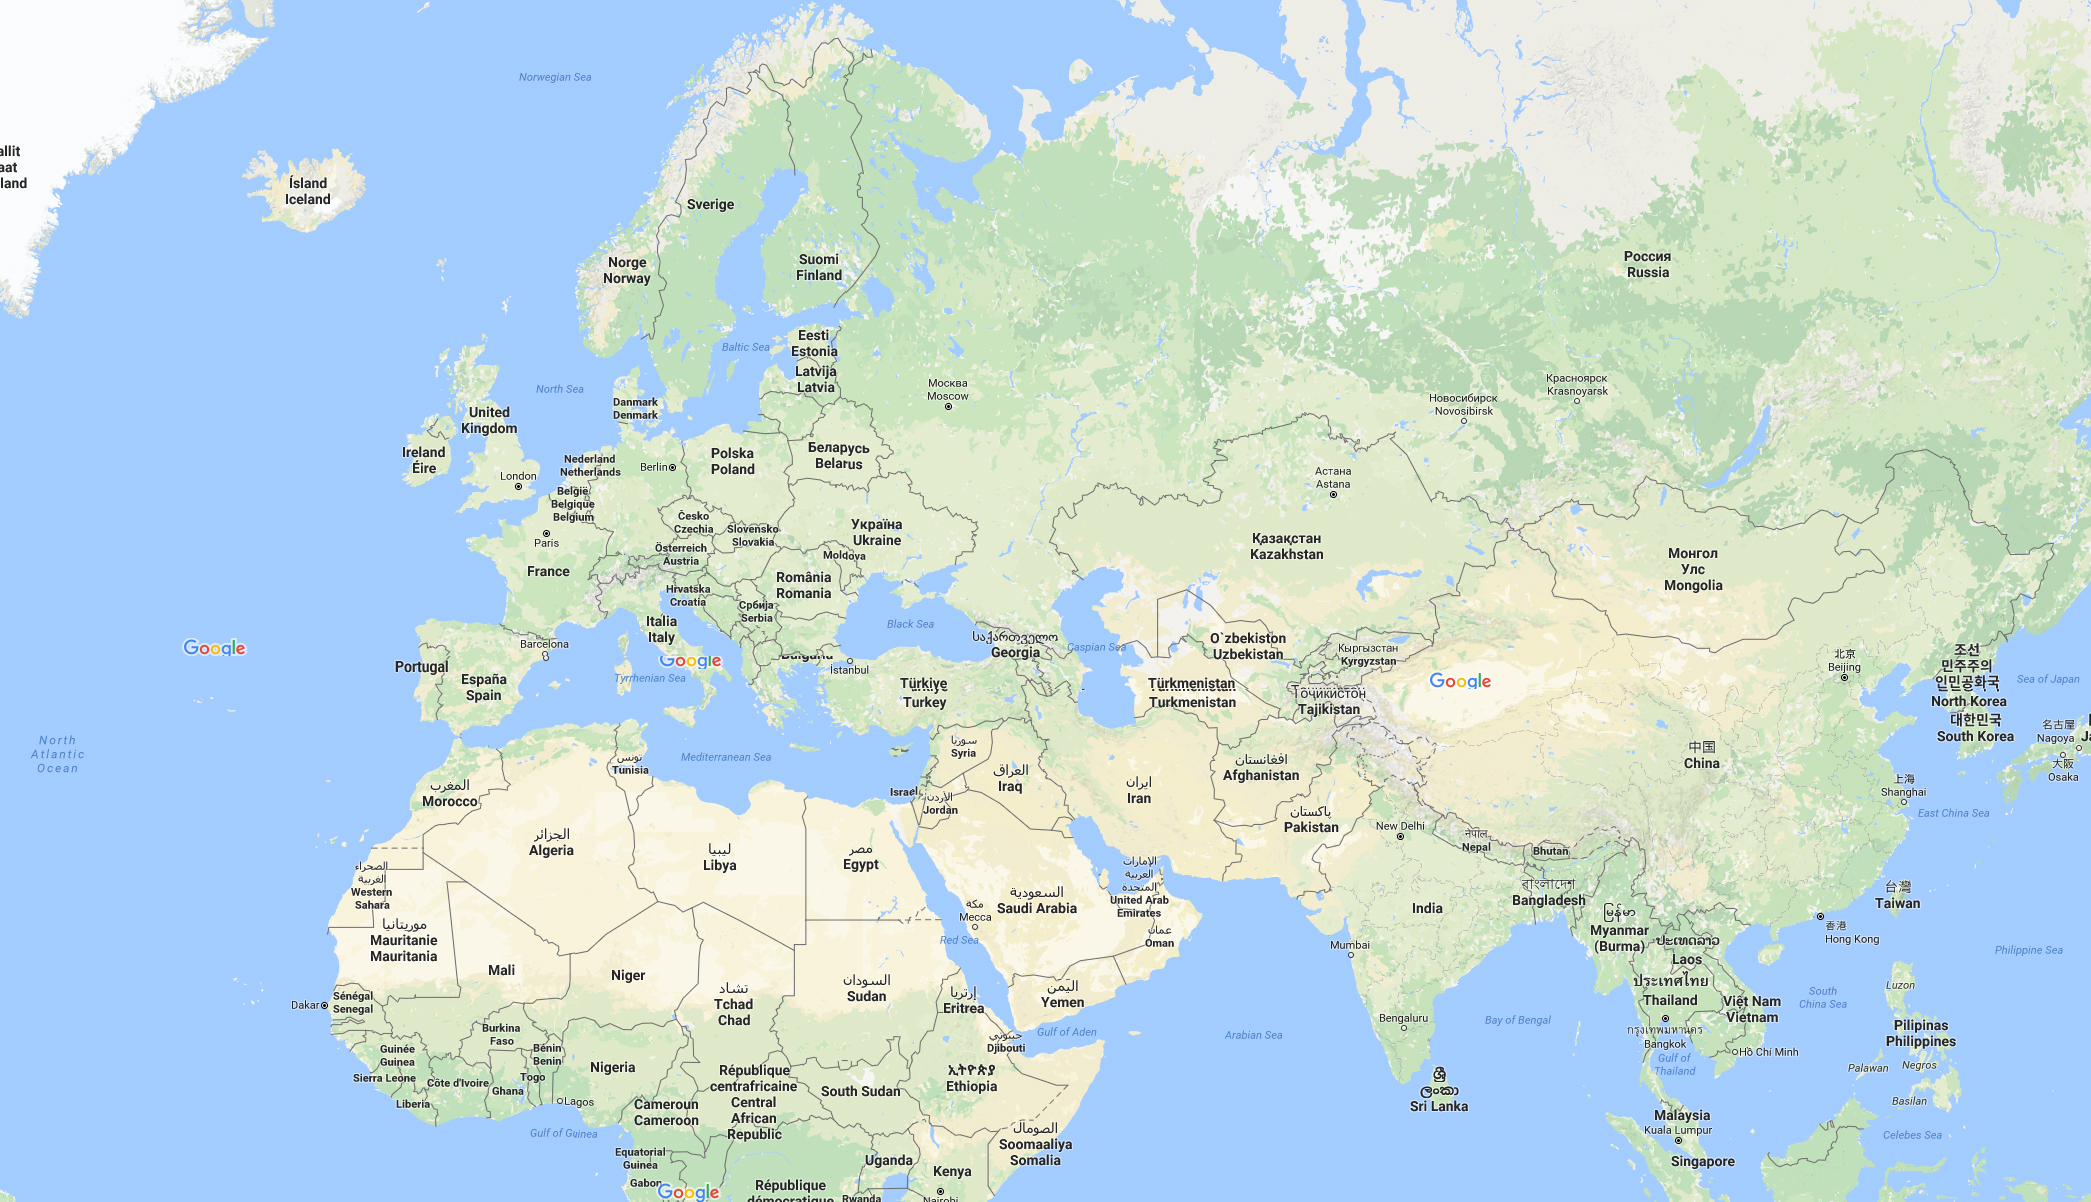 Norwegian Sea
allit
aat
land
Ísland
Iceland
Sverige
Norge
Norway
Suomi
Finland
Россия
Russia
Eesti
Estonia
Baltic Sea
Latvija
Latvia
North Sea
Москва
Moscow
Красноярск
Krasnoyarsk
Новосибирск
Novosibirsk
Danmark
Denmark
United
Kingdom
Ireland
Éire
London
Nederland
Netherlands
Berlin
Polska
Poland
Беларусь
Belarus
Астана
Astana
België
Belgique
Belgium
Paris
Česko
Czechia
Slovensko
Slovakia
Україна
Ukraine
Österreich
Austria
Moldova
Қазақстан
Kazakhstan
Монгол
Улс
Mongolia
France
România
Romania
Hrvatska
Croatia
Србија
Serbia
Italia
Italy
Black Sea
Barcelona
Google
Google
Bulgaria
İstanbul
საქართველო
Georgia
Caspian Sea
O`zbekiston
Uzbekistan
Кыргызстан
Kyrgyzstan
Google
北京
Beijing
조선
민주주의
인민공화국
North Korea
대한민국
South Korea
Sea of Japan
Portugal
España
Spain
Tyrrhenian Sea
Türkiye
Turkey
Türkmenistan
Turkmenistan
Тоҷикистон
Tajikistan
名古屋
Nagoya
Ja
大阪
Osaka
North
Atlantic
Ocean
تونس
Tunisia
Mediterranean Sea
سوريا
Syria
العراق
Iraq
ایران
Iran
افغانستان
Afghanistan
中国
China
上海
Shanghai
المغرب
Morocco
Israel
الأردن
Jordan
پاکستان
Pakistan
New Delhi
नेपाल
Nepal
Bhutan
East China Sea
الجزائر
Algeria
ليبيا
Libya
مصر
Egypt
الصحراء
الغربية
Western
Sahara
الإمارات
العربية
المتحدة
United Arab
Emirates
السعودية
Saudi Arabia
مكة
Mecca
عمان
Oman
Red Sea
India
Mumbai
বাংলাদেশ
Bangladesh
မြန်မာ
Myanmar
(Burma)
台灣
Taiwan
香港
Hong Kong
Philippine Sea
موريتانيا
Mauritanie
Mauritania
Mali
Niger
تشاد
Tchad
Chad
السودان
Sudan
إرتريا
Eritrea
اليمن
Yemen
ປະເທດລາວ
Laos
ประเทศไทย
Thailand
Việt Nam
Vietnam
South
China Sea
Luzon
Dakar
Sénégal
Senegal
Burkina
Faso
Guinée
Guinea
Bénin
Benin
Nigeria
Gulf of Aden
جيبوتي
Djibouti
Arabian Sea
Bengaluru
Bay of Bengal
กรุงเทพมหานคร
Bangkok
Gulf of
Thailand
Hồ Chí Minh
Pilipinas
Philippines
Sierra Leone
Côte d'Ivoire
Togo
Ghana
Liberia
Lagos
République
centrafricaine
Central
African
Republic
South Sudan
ኢትዮጵያ
Ethiopia
ශ්‍රී
ලංකා
Sri Lanka
Palawan
Negros
Basilan
Cameroun
Cameroon
Gulf of Guinea
Malaysia
Kuala Lumpur
Celebes Sea
Equatorial
Guinea
Gabon
Google
Uganda
Kenya
الصومال
Soomaaliya
Somalia
Singapore
République
démocratique
Rwanda
Nairobi